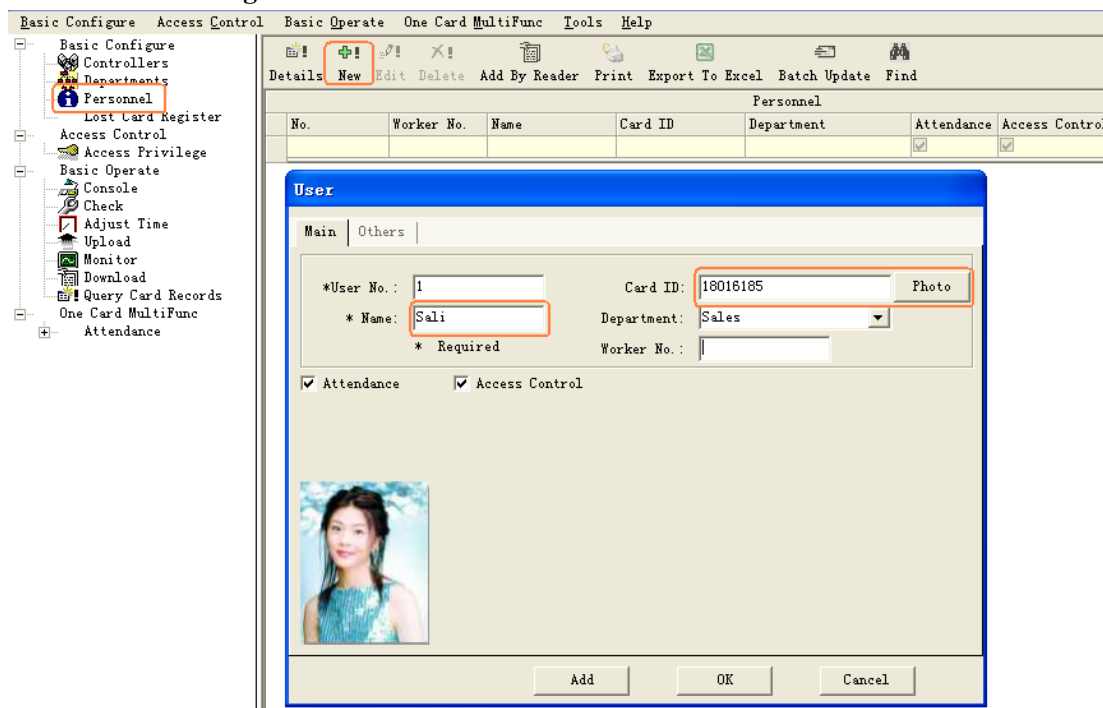 Basic Configure Access Control Basic Operate One Card MultiFunc Tools Help
Basic Configure
Controllers
Departments
Personnel
Lost Card Register
Access Control
Access Privilege
Basic Operate
Console
Check
Adjust Time
Upload
Monitor
Download
Query Card Records
One Card MultiFunc
Attendance
Details New Edit Delete Add By Reader Print Export To Excel Batch Update Find
Personnel
No. Worker No. Name Card ID Department Attendance Access Control
User
Main Others
*User No.: 1 Card ID: 18016185 Photo
* Name: Sali Department: Sales
* Required Worker No.:
Attendance Access Control
Add OK Cancel